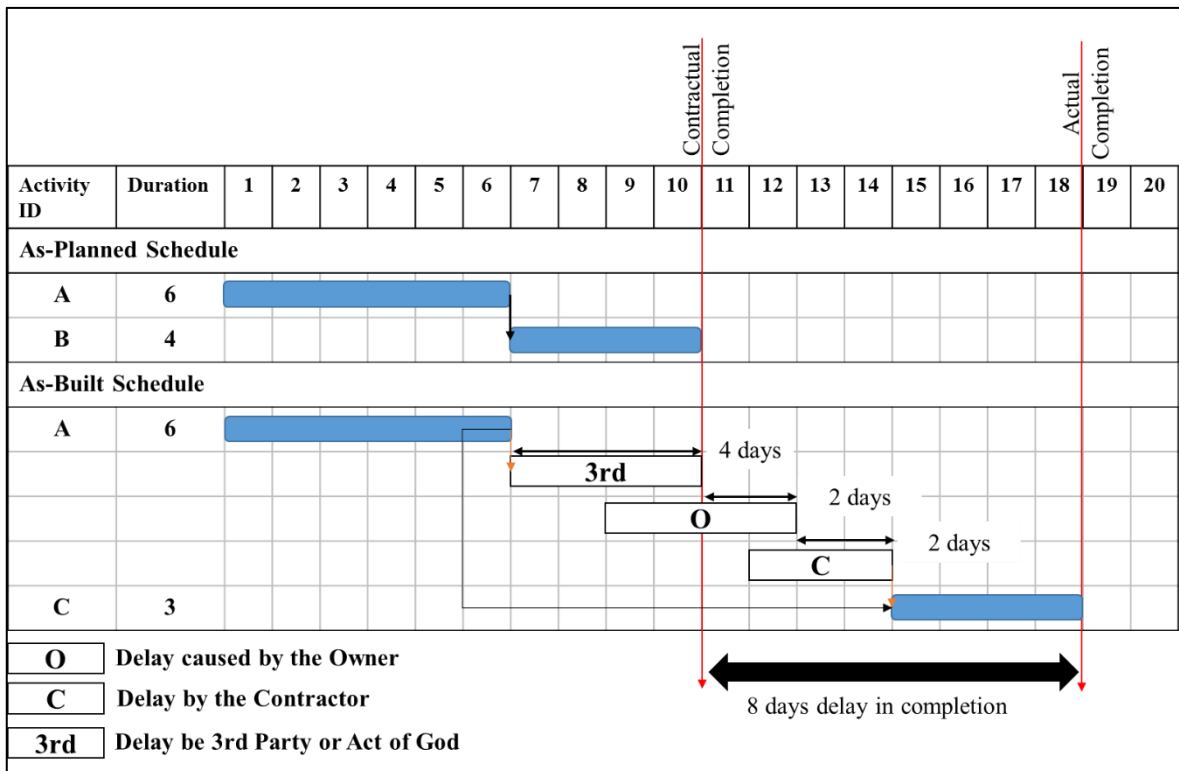 Contractual
Completion
Actual
Completion
Activity ID Duration 1 2 3 4 5 6 7 8 9 10 11 12 13 14 15 16 17 18 19 20
As-Planned Schedule
A 6
B 4
As-Built Schedule
A 6
4 days
3rd
2 days
O
2 days
C
C 3
O Delay caused by the Owner
C Delay by the Contractor
8 days delay in completion
3rd Delay be 3rd Party or Act of God